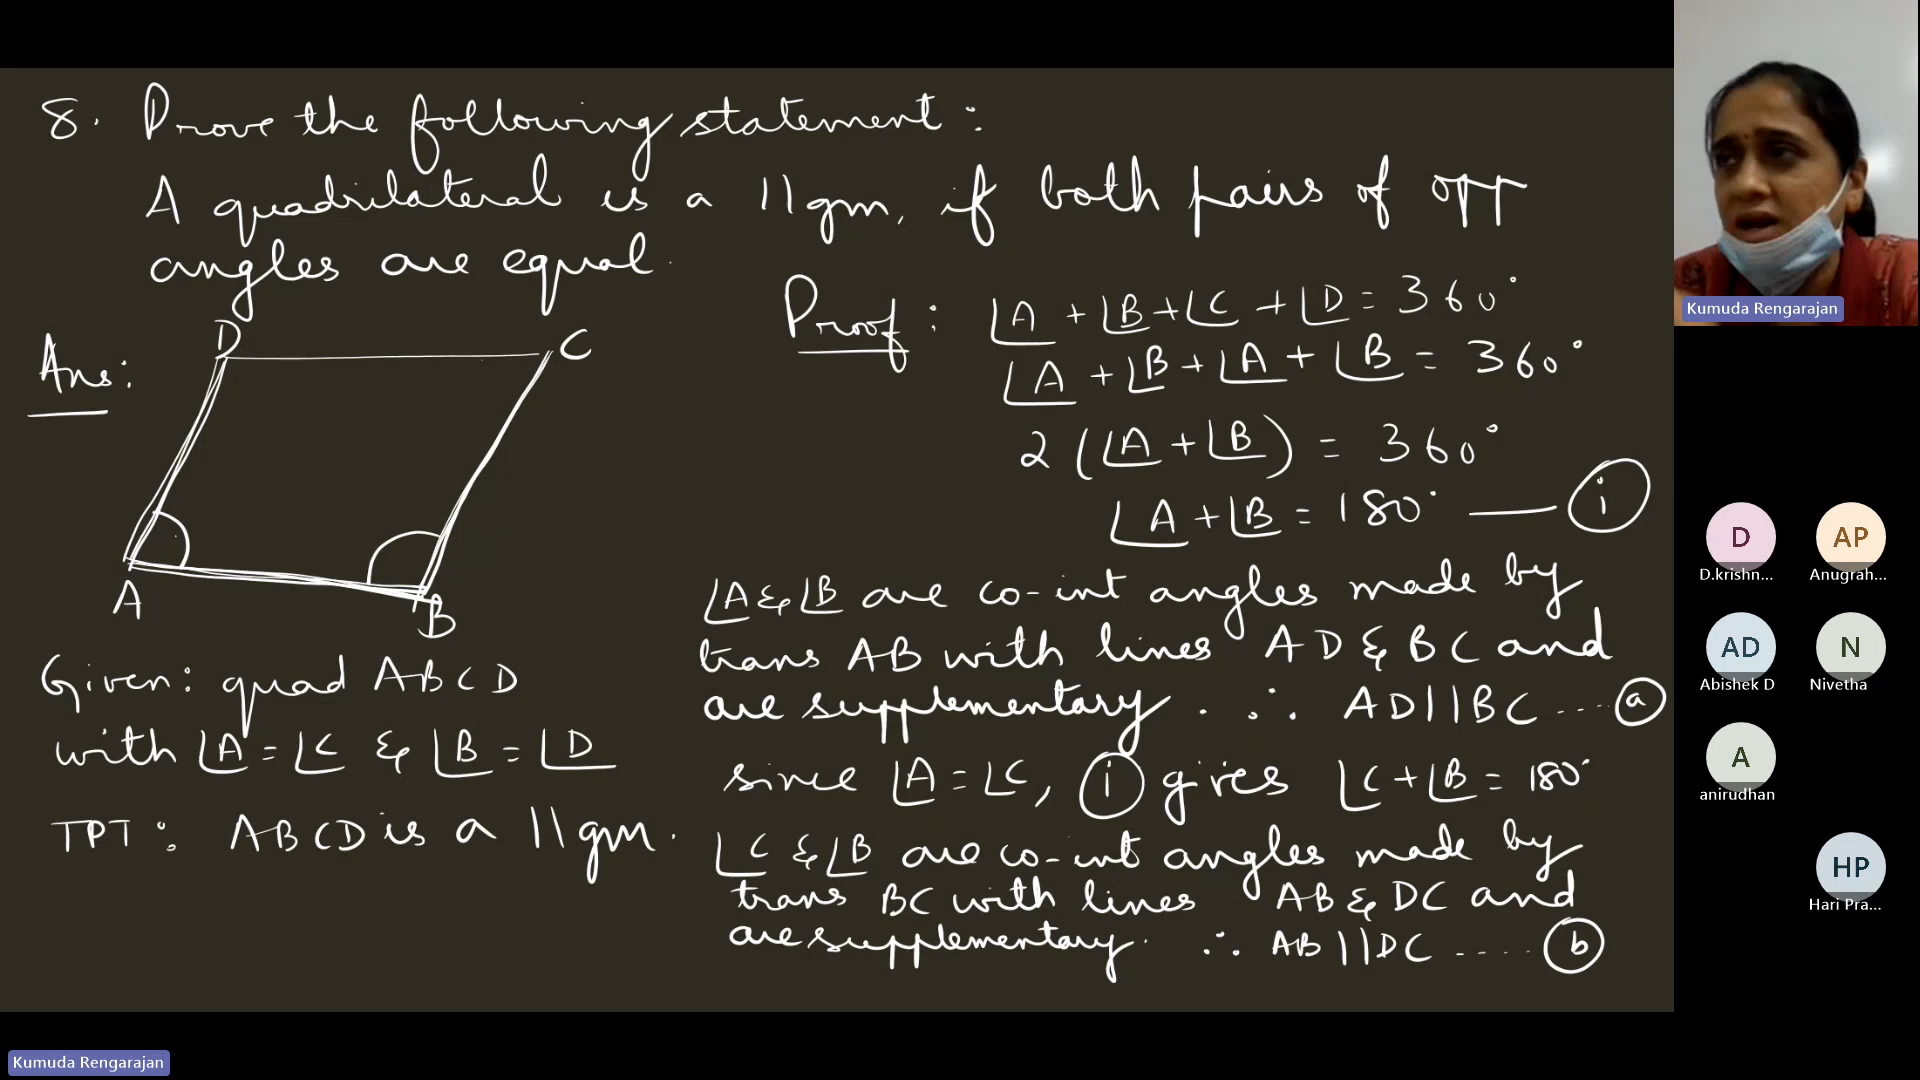 8. Prove the following statement:
A quadrilateral is a ||gm, if both pairs of opp
angles are equal.
Ans:
D
C
A
B
Given: quad ABCD
with ∠A = ∠C & ∠B = ∠D
TPT: ABCD is a ||gm.
Proof: ∠A + ∠B + ∠C + ∠D = 360°
∠A + ∠B + ∠A + ∠B = 360°
2 (∠A + ∠B) = 360°
∠A + ∠B = 180° — i
∠A & ∠B are co-int angles made by
trans AB with lines AD & BC and
are supplementary. ∴ AD || BC ... a
since ∠A = ∠C, i gives ∠C + ∠B = 180°
∠C & ∠B are co-int angles made by
trans BC with lines AB & DC and
are supplementary. ∴ AB || DC .... b
Kumuda Rengarajan
D
D.krishn...
AP
Anugrah...
AD
Abishek D
N
Nivetha
A
anirudhan
HP
Hari Pra...
Kumuda Rengarajan